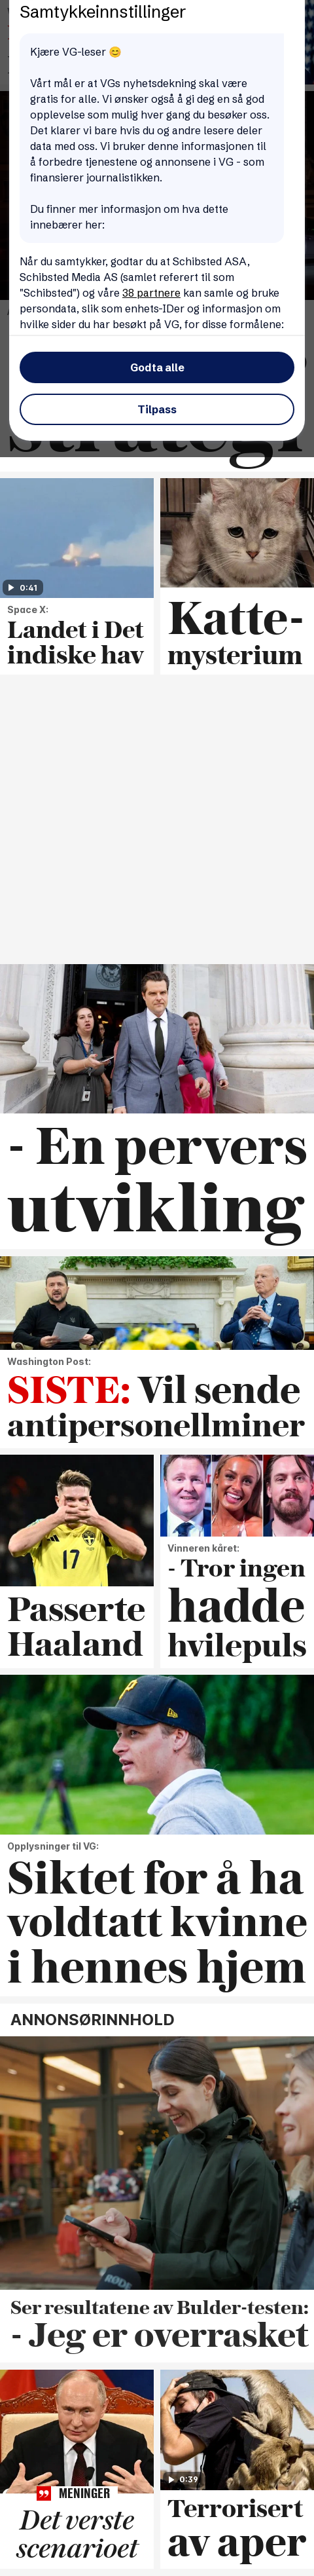 Samtykkeinnstillinger
Kjære VG-leser 😊
Vårt mål er at VGs nyhetsdekning skal være
gratis for alle. Vi ønsker også å gi deg en så god
opplevelse som mulig hver gang du besøker oss.
Det klarer vi bare hvis du og andre lesere deler
data med oss. Vi bruker denne informasjonen til
å forbedre tjenestene og annonsene i VG - som
finansierer journalistikken.
Du finner mer informasjon om hva dette
innebærer her:
Når du samtykker, godtar du at Schibsted ASA,
Schibsted Media AS (samlet referert til som
"Schibsted") og våre 38 partnere kan samle og bruke
persondata, slik som enhets-IDer og informasjon om
hvilke sider du har besøkt på VG, for disse formålene:
Godta alle
Tilpass
strategi
0:41
Space X:
Landet i Det
indiske hav
Katte-
mysterium
- En pervers
utvikling
Washington Post:
SISTE: Vil sende
antipersonellminer
17
Passerte
Haaland
Vinneren kåret:
- Tror ingen
hadde
hvilepuls
Opplysninger til VG:
Siktet for å ha
voldtatt kvinne
i hennes hjem
ANNONSØRINNHOLD
RØDE
Ser resultatene av Bulder-testen:
- Jeg er overrasket
MENINGER
Det verste
scenarioet
0:39
Terrorisert
av aper